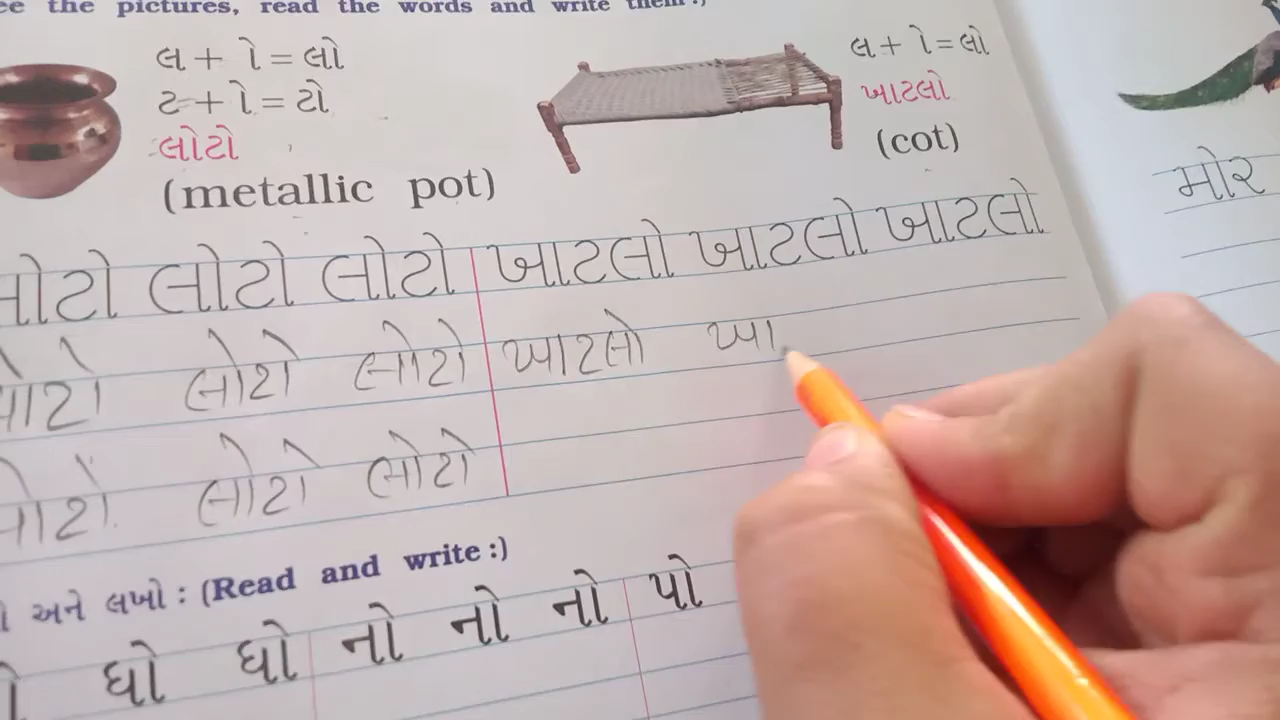 the pictures, read the words and write them:)
લ + ો = લો
ટ + ો = ટો
લોટો
(metallic pot)
લ + ો = લો
ખાટલો
(cot)
મોર
લોટો લોટો લોટો ખાટલો ખાટલો ખાટલો
લોટો લોટો લોટો ખાટલો ખા
લોટો લોટો લોટો
અને લખો : (Read and write :)
ઘો ઘો નો નો નો પો